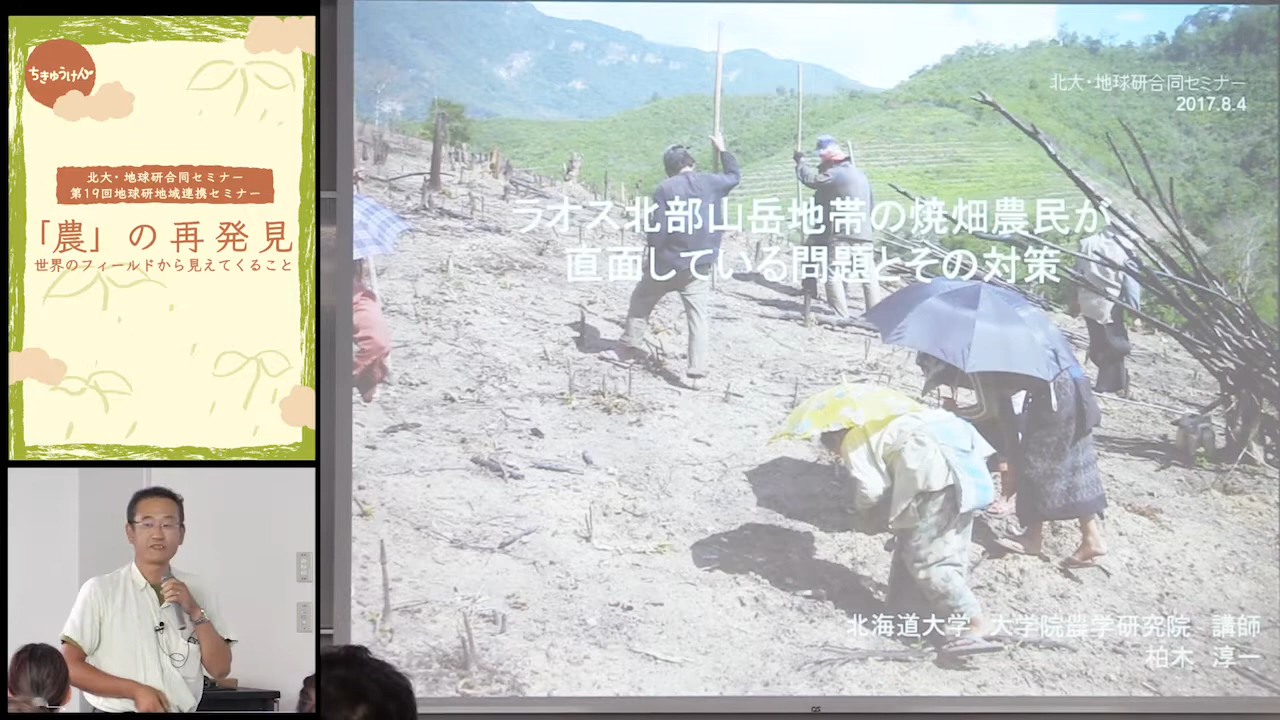 ちきゅうけん
北大・地球研合同セミナー
第19回地球研地域連携セミナー
「農」の再発見
世界のフィールドから見えてくること
北大・地球研合同セミナー
2017.8.4
ラオス北部山岳地帯の焼畑農民が
直面している問題とその対策
北海道大学 大学院農学研究院 講師
柏木 淳一